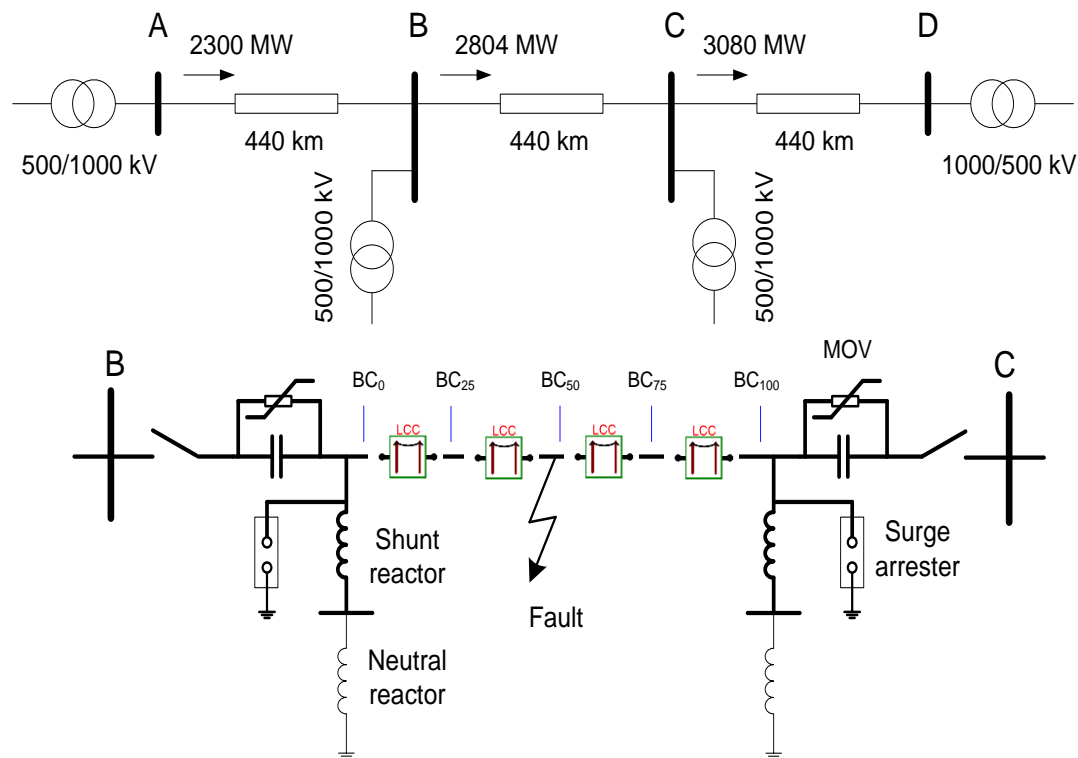 A
B
C
D
2300 MW
2804 MW
3080 MW
440 km
440 km
440 km
500/1000 kV
1000/500 kV
500/1000 kV
500/1000 kV
B
C
MOV
BC₀
BC₂₅
BC₅₀
BC₇₅
BC₁₀₀
LCC
LCC
LCC
LCC
Shunt
reactor
Surge
arrester
Fault
Neutral
reactor